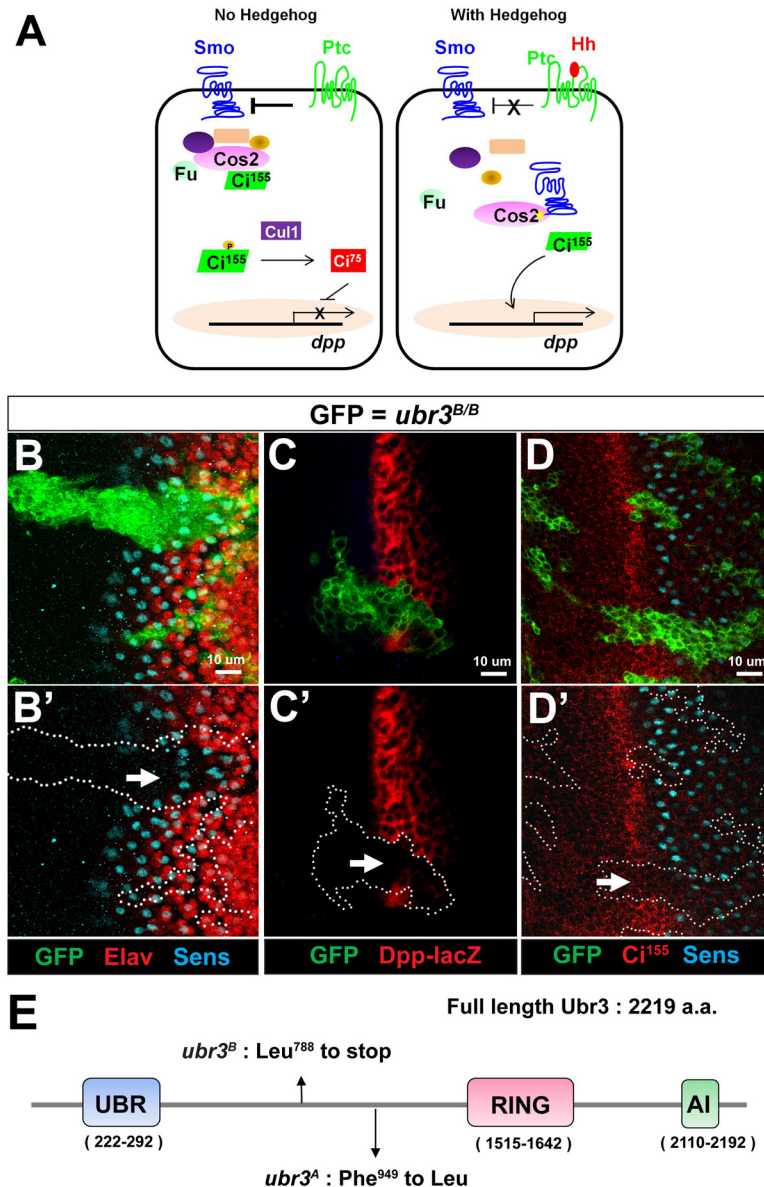 A
No Hedgehog
With Hedgehog
Smo
Ptc
Smo
Ptc
Hh
X
Cos2
Fu
Ci155
Cul1
P
Ci155
Ci75
X
dpp
Fu
Cos2
Ci155
dpp
GFP = ubr3B/B
B
C
D
10 um
10 um
10 um
B’
C’
D’
GFP Elav Sens
GFP Dpp-lacZ
GFP Ci155 Sens
E
Full length Ubr3 : 2219 a.a.
ubr3B : Leu788 to stop
UBR
RING
AI
( 222-292)
( 1515-1642 )
( 2110-2192 )
ubr3A : Phe949 to Leu